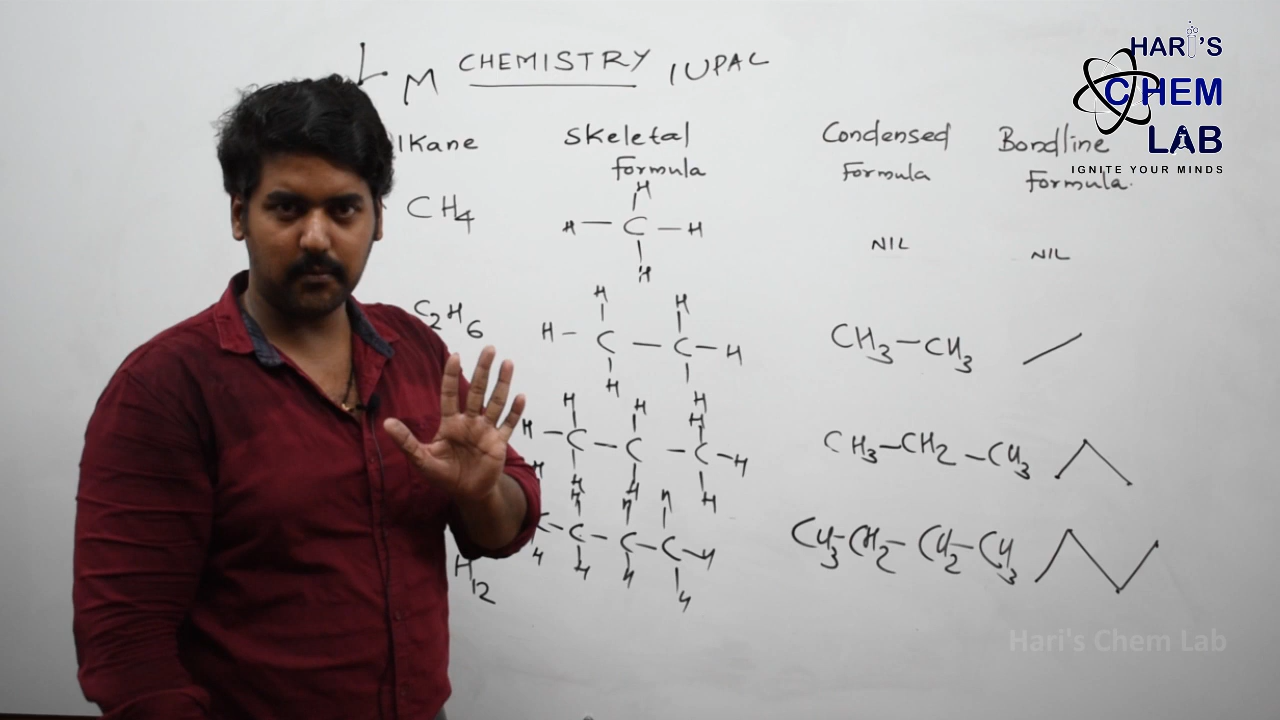 HARI'S
CHEM
LAB
IGNITE YOUR MINDS
M CHEMISTRY IUPAC
lkane Skeletal Formula Condensed Formula Bondline Formula.
CH4
H
H — C — H
H
NIL NIL
C2H6
H H
H — C — C — H
H H
CH3 — CH3
H H H
H — C — C — C — H
H H H
CH3 — CH2 — CH3
H H H
C — C — C — C — H
H H H H
CH3 - CH2 - CH2 - CH3
H12
Hari's Chem Lab